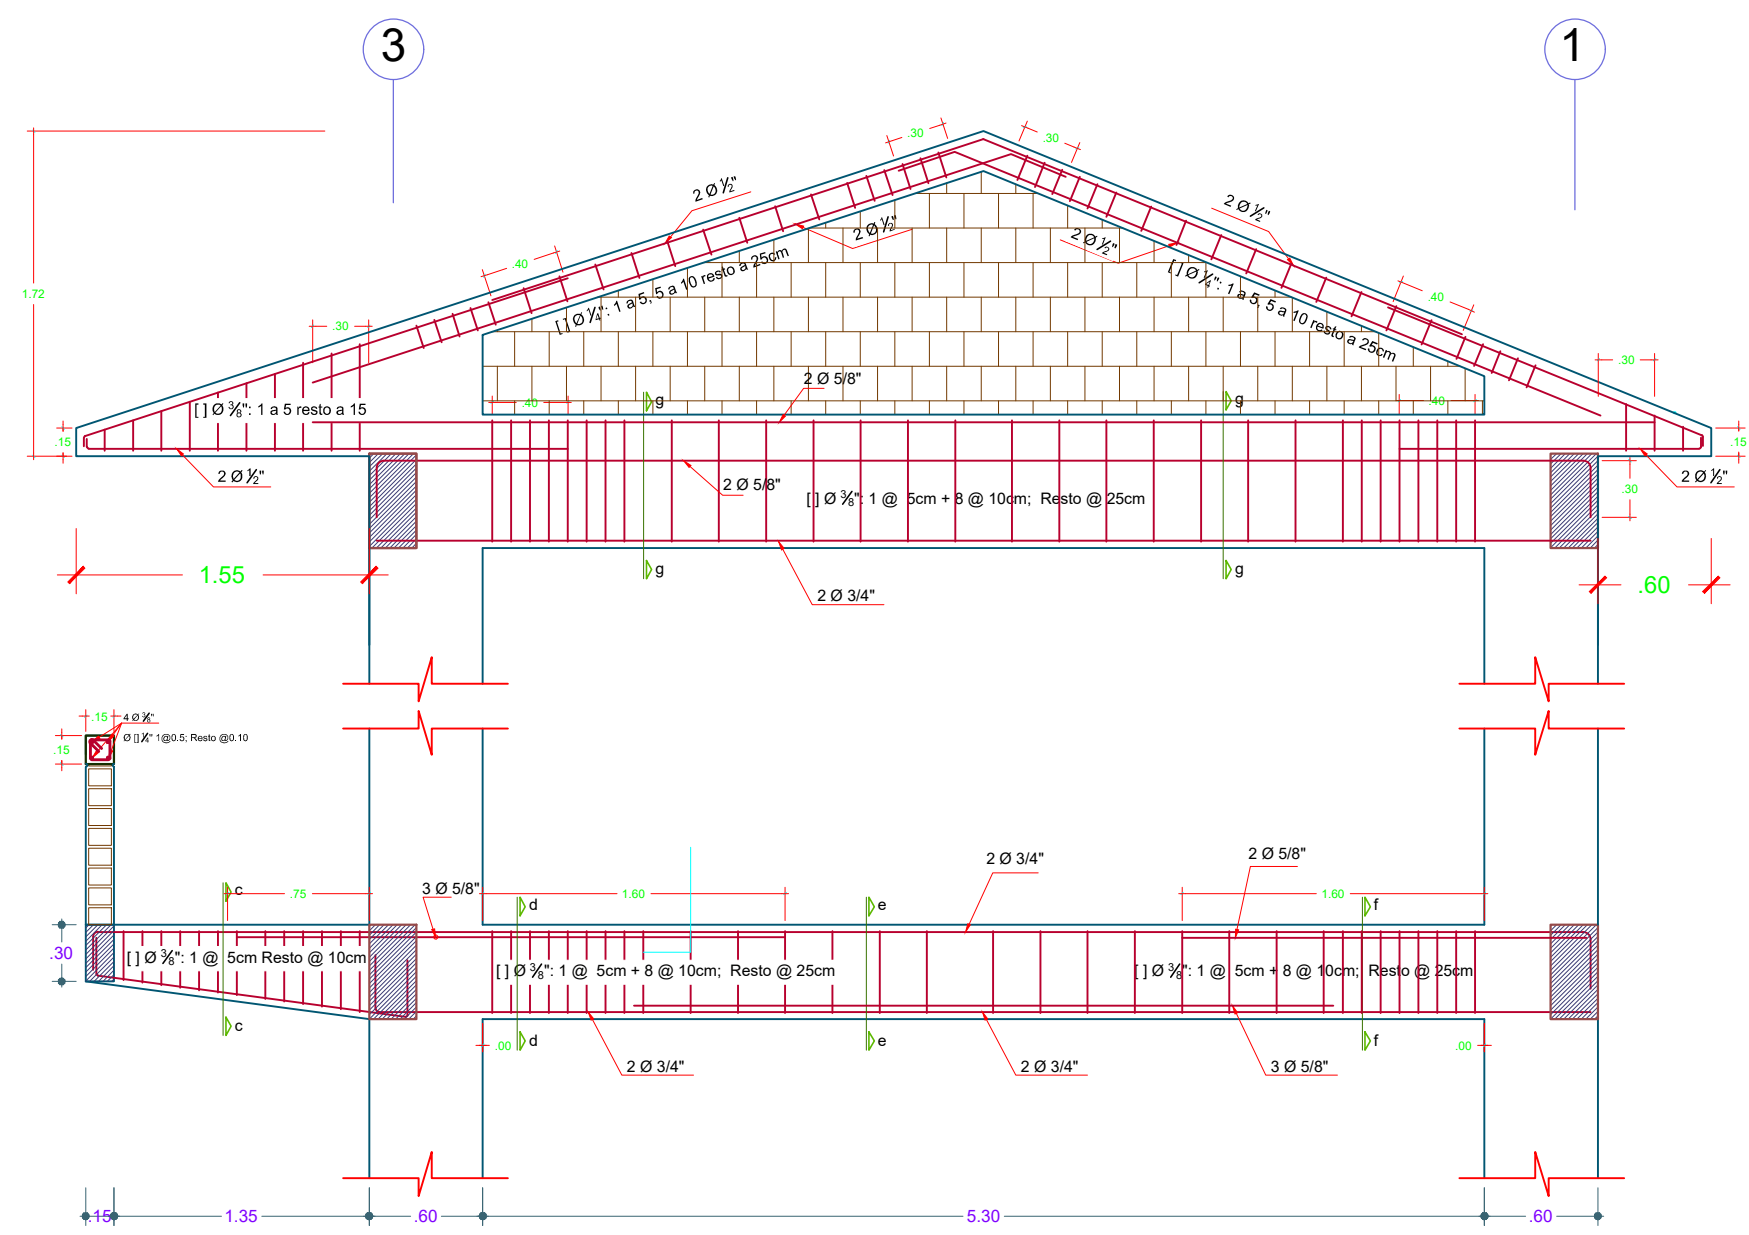 3
1
.30
.30
2 Ø ½"
2 Ø ½"
2 Ø ½"
2 Ø ½"
.40
[ ] Ø ¼": 1 a 5, 5 a 10 resto a 25cm
[ ] Ø ¼": 1 a 5, 5 a 10 resto a 25cm
1.72
.40
.30
.30
2 Ø 5/8"
.40
g
g
.40
[ ] Ø ⅜": 1 a 5 resto a 15
.15
.15
2 Ø ½"
2 Ø 5/8"
[ ] Ø ⅜": 1 @  5cm + 8 @ 10cm;  Resto @ 25cm
2 Ø ½"
.30
1.55
g
g
.60
2 Ø 3/4"
.15
4 Ø ⅜"
Ø [] ¼" 1@0.5; Resto @0.10
.15
2 Ø 3/4"
2 Ø 5/8"
c
.75
3 Ø 5/8"
1.60
1.60
d
e
f
.30
[ ] Ø ⅜": 1 @  5cm Resto @ 10cm
[ ] Ø ⅜": 1 @  5cm + 8 @ 10cm;  Resto @ 25cm
[ ] Ø ⅜": 1 @  5cm + 8 @ 10cm;  Resto @ 25cm
c
.00
d
e
.00
f
2 Ø 3/4"
2 Ø 3/4"
3 Ø 5/8"
.15
1.35
.60
5.30
.60